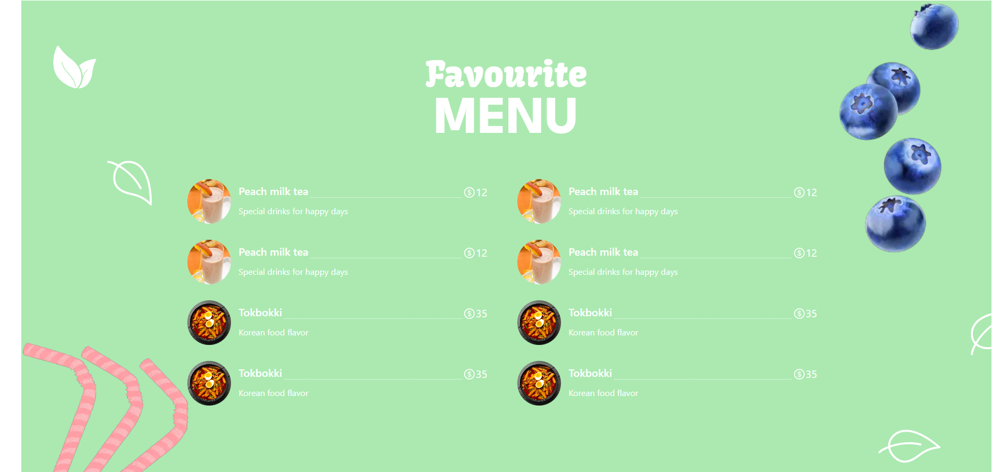 Favourite
MENU
Peach milk tea $12
Special drinks for happy days
Peach milk tea $12
Special drinks for happy days
Tokbokki $35
Korean food flavor
Tokbokki $35
Korean food flavor
Peach milk tea $12
Special drinks for happy days
Peach milk tea $12
Special drinks for happy days
Tokbokki $35
Korean food flavor
Tokbokki $35
Korean food flavor